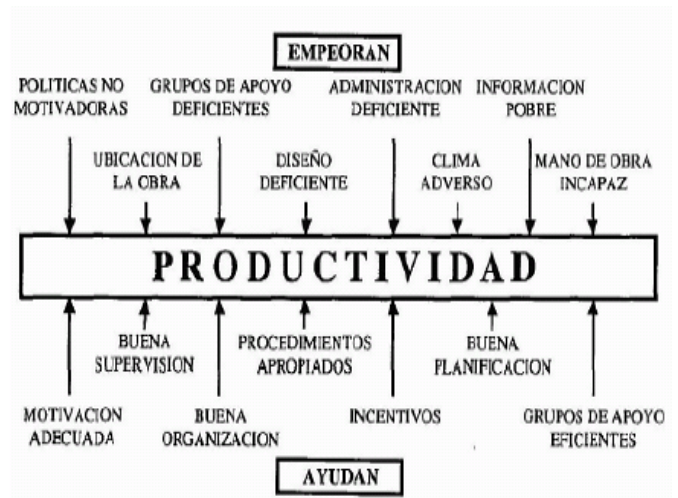 EMPEORAN
POLITICAS NO
MOTIVADORAS
GRUPOS DE APOYO
DEFICIENTES
ADMINISTRACION
DEFICIENTE
INFORMACION
POBRE
UBICACION DE
LA OBRA
DISEÑO
DEFICIENTE
CLIMA
ADVERSO
MANO DE OBRA
INCAPAZ
PRODUCTIVIDAD
BUENA
SUPERVISION
PROCEDIMIENTOS
APROPIADOS
BUENA
PLANIFICACION
MOTIVACION
ADECUADA
BUENA
ORGANIZACION
INCENTIVOS
GRUPOS DE APOYO
EFICIENTES
AYUDAN